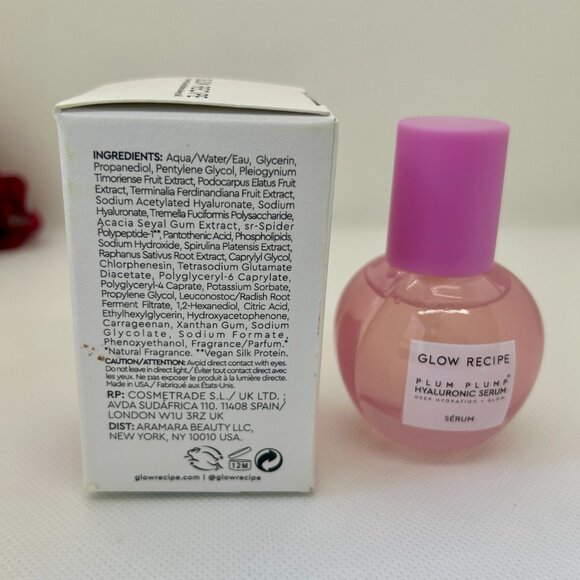 INGREDIENTS: Aqua/Water/Eau, Glycerin,
Propanediol, Pentylene Glycol, Pleiogynium
Timoriense Fruit Extract, Podocarpus Elatus Fruit
Extract, Terminalia Ferdinandiana Fruit Extract,
Sodium Acetylated Hyaluronate, Sodium
Hyaluronate, Tremella Fuciformis Polysaccharide,
Acacia Seyal Gum Extract, sr-Spider
Polypeptide-1**, Pantothenic Acid, Phospholipids,
Sodium Hydroxide, Spirulina Platensis Extract,
Raphanus Sativus Root Extract, Caprylyl Glycol,
Chlorphenesin, Tetrasodium Glutamate
Diacetate, Polyglyceryl-6 Caprylate,
Polyglyceryl-4 Caprate, Potassium Sorbate,
Propylene Glycol, Leuconostoc/Radish Root
Ferment Filtrate, 1,2-Hexanediol, Citric Acid,
Ethylhexylglycerin, Hydroxyacetophenone,
Carrageenan, Xanthan Gum, Sodium
Glycolate, Sodium Formate,
Phenoxyethanol, Fragrance/Parfum.*
*Natural Fragrance. **Vegan Silk Protein.
CAUTION/ATTENTION: Avoid direct contact with eyes.
Do not leave in direct light./ Éviter tout contact direct avec
les yeux. Ne pas exposer le produit à la lumière directe.
Made in USA./ Fabriqué aux États-Unis.
RP: COSMETRADE S.L./ UK LTD. ;
AVDA SUDÁFRICA 110, 11408 SPAIN/
LONDON W1U 3RZ UK
DIST: ARAMARA BEAUTY LLC,
NEW YORK, NY 10010 USA.
12M
glowrecipe.com | @glowrecipe
GLOW RECIPE
PLUM PLUMP®
HYALURONIC SERUM
DEEP HYDRATION + GLOW
SÉRUM